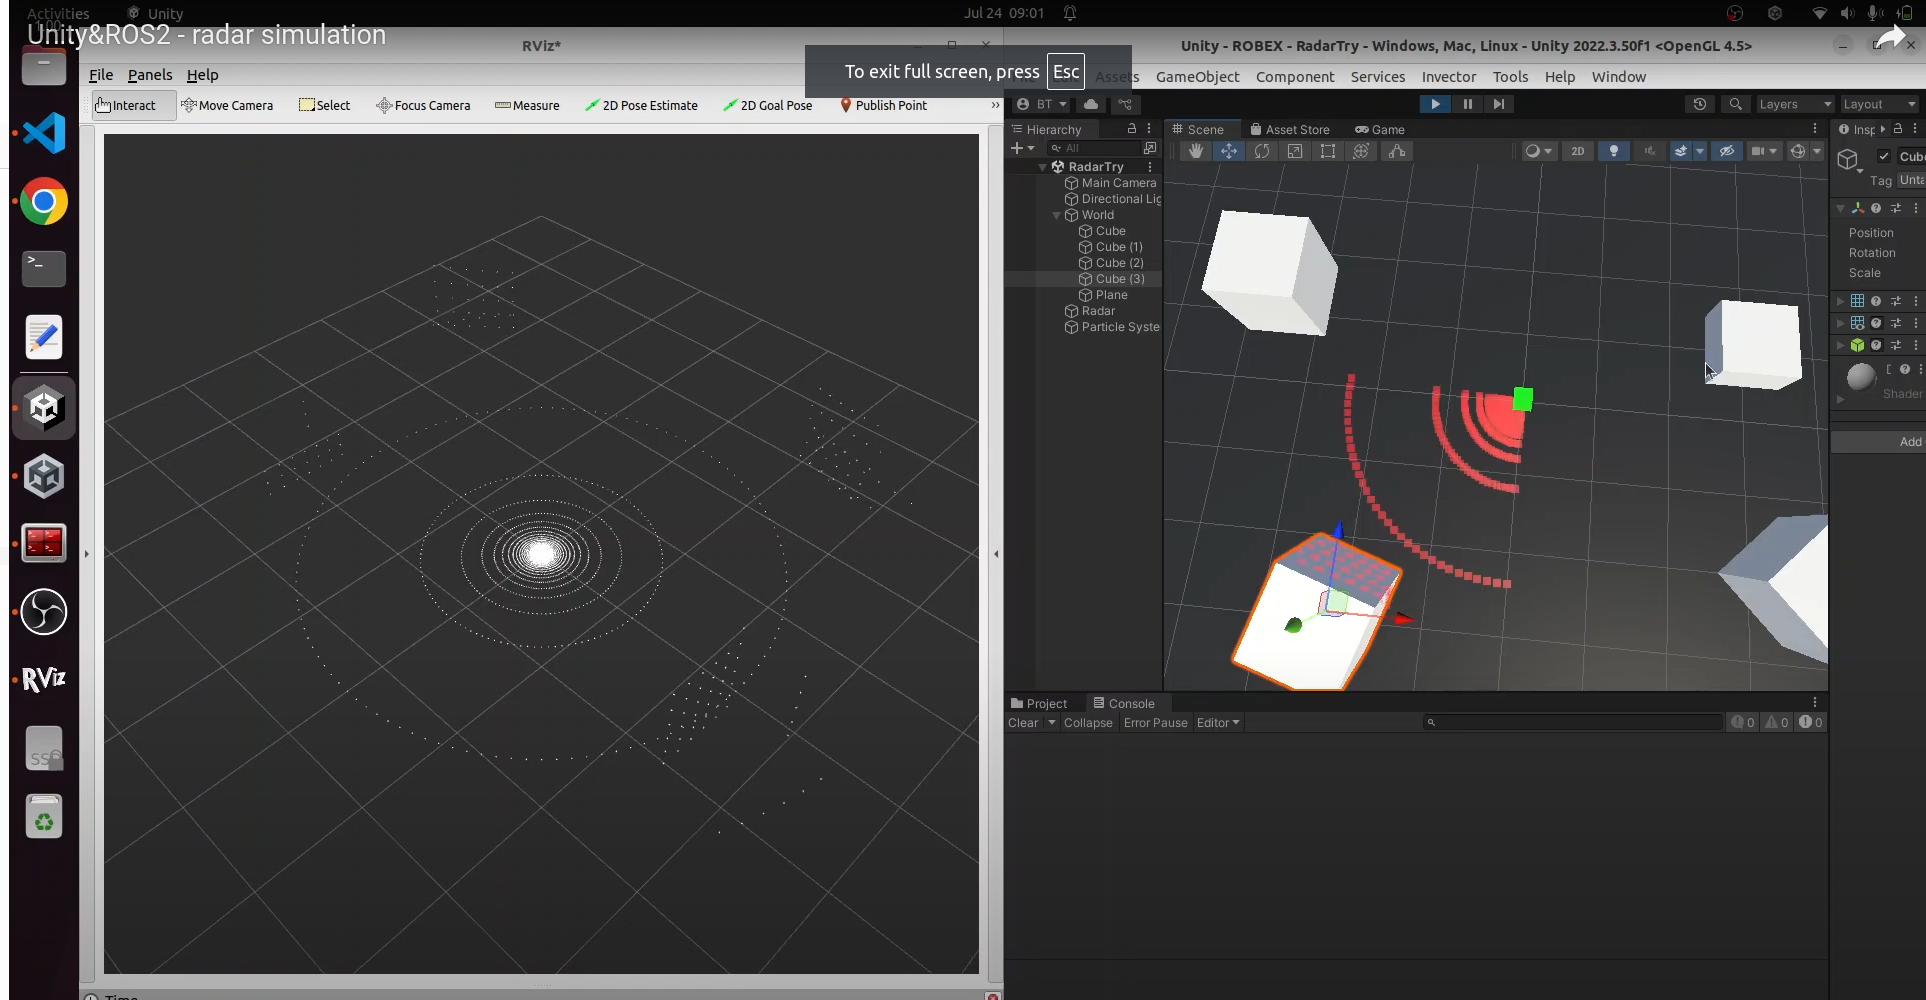 Activities
Unity
Jul 24 09:01
Unity&ROS2 - radar simulation
RViz*
File Panels Help
Interact Move Camera Select Focus Camera Measure 2D Pose Estimate 2D Goal Pose Publish Point
To exit full screen, press Esc
Unity - ROBEX - RadarTry - Windows, Mac, Linux - Unity 2022.3.50f1 <OpenGL 4.5>
Assets GameObject Component Services Inspector Tools Help Window
BT
Layers
Layout
Hierarchy
All
RadarTry
Main Camera
Directional Lig
World
Cube
Cube (1)
Cube (2)
Cube (3)
Plane
Radar
Particle Syste
Scene Asset Store Game
2D
Insp
Cube
Tag Unta
Position
Rotation
Scale
Shader
Add
Project Console
Clear Collapse Error Pause Editor
0 0 0
RViz
SSD
Time